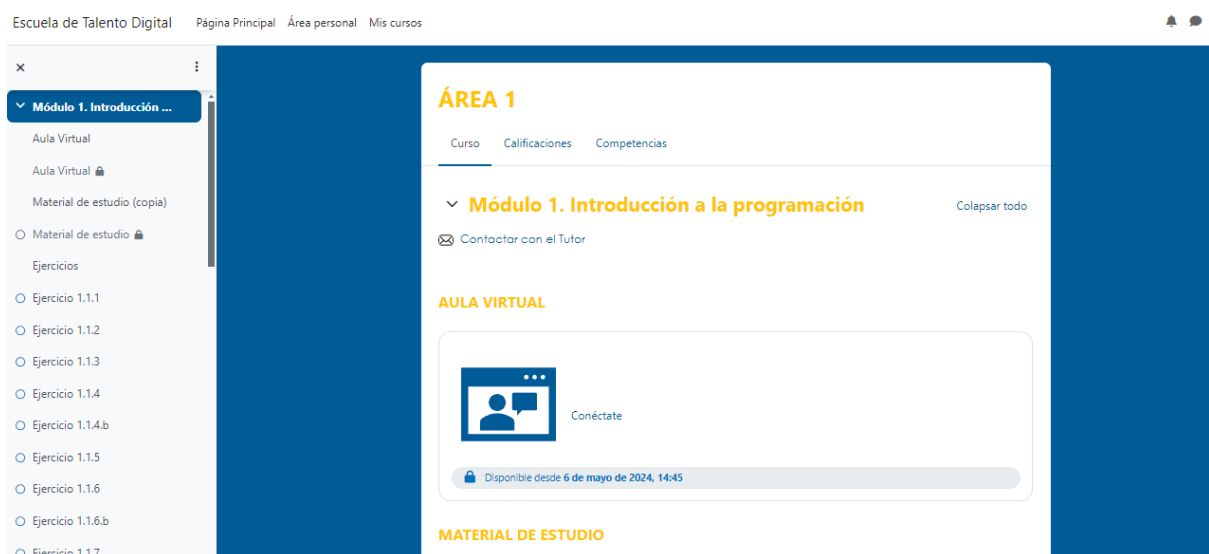 Escuela de Talento Digital Página Principal Área personal Mis cursos
Módulo 1. Introducción ...
Aula Virtual
Aula Virtual
Material de estudio (copia)
Material de estudio
Ejercicios
Ejercicio 1.1.1
Ejercicio 1.1.2
Ejercicio 1.1.3
Ejercicio 1.1.4
Ejercicio 1.1.4.b
Ejercicio 1.1.5
Ejercicio 1.1.6
Ejercicio 1.1.6.b
Ejercicio 1.1.7
ÁREA 1
Curso Calificaciones Competencias
Módulo 1. Introducción a la programación Colapsar todo
Contactar con el Tutor
AULA VIRTUAL
Conéctate
Disponible desde 6 de mayo de 2024, 14:45
MATERIAL DE ESTUDIO